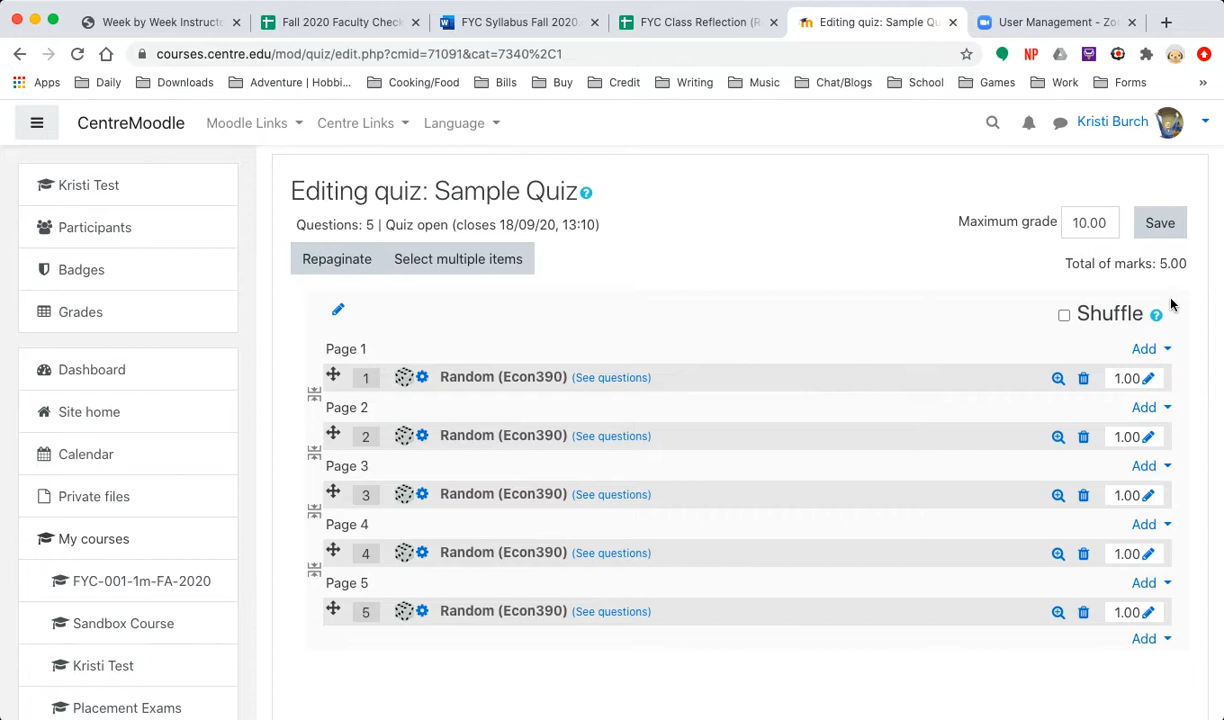 Week by Week Instruct
Fall 2020 Faculty Check
FYC Syllabus Fall 2020.
FYC Class Reflection (R
Editing quiz: Sample Qu
User Management - Zo
courses.centre.edu/mod/quiz/edit.php?cmid=71091&cat=7340%2C1
NP
Apps Daily Downloads Adventure | Hobbi... Cooking/Food Bills Buy Credit Writing Music Chat/Blogs School Games Work Forms »
CentreMoodle Moodle Links Centre Links Language Kristi Burch
Kristi Test
Participants
Badges
Grades
Dashboard
Site home
Calendar
Private files
My courses
FYC-001-1m-FA-2020
Sandbox Course
Kristi Test
Placement Exams
Editing quiz: Sample Quiz ?
Questions: 5 | Quiz open (closes 18/09/20, 13:10)
Maximum grade 10.00 Save
Repaginate Select multiple items
Total of marks: 5.00
Shuffle ?
Page 1 Add
1 Random (Econ390) (See questions) 1.00
Page 2 Add
2 Random (Econ390) (See questions) 1.00
Page 3 Add
3 Random (Econ390) (See questions) 1.00
Page 4 Add
4 Random (Econ390) (See questions) 1.00
Page 5 Add
5 Random (Econ390) (See questions) 1.00
Add